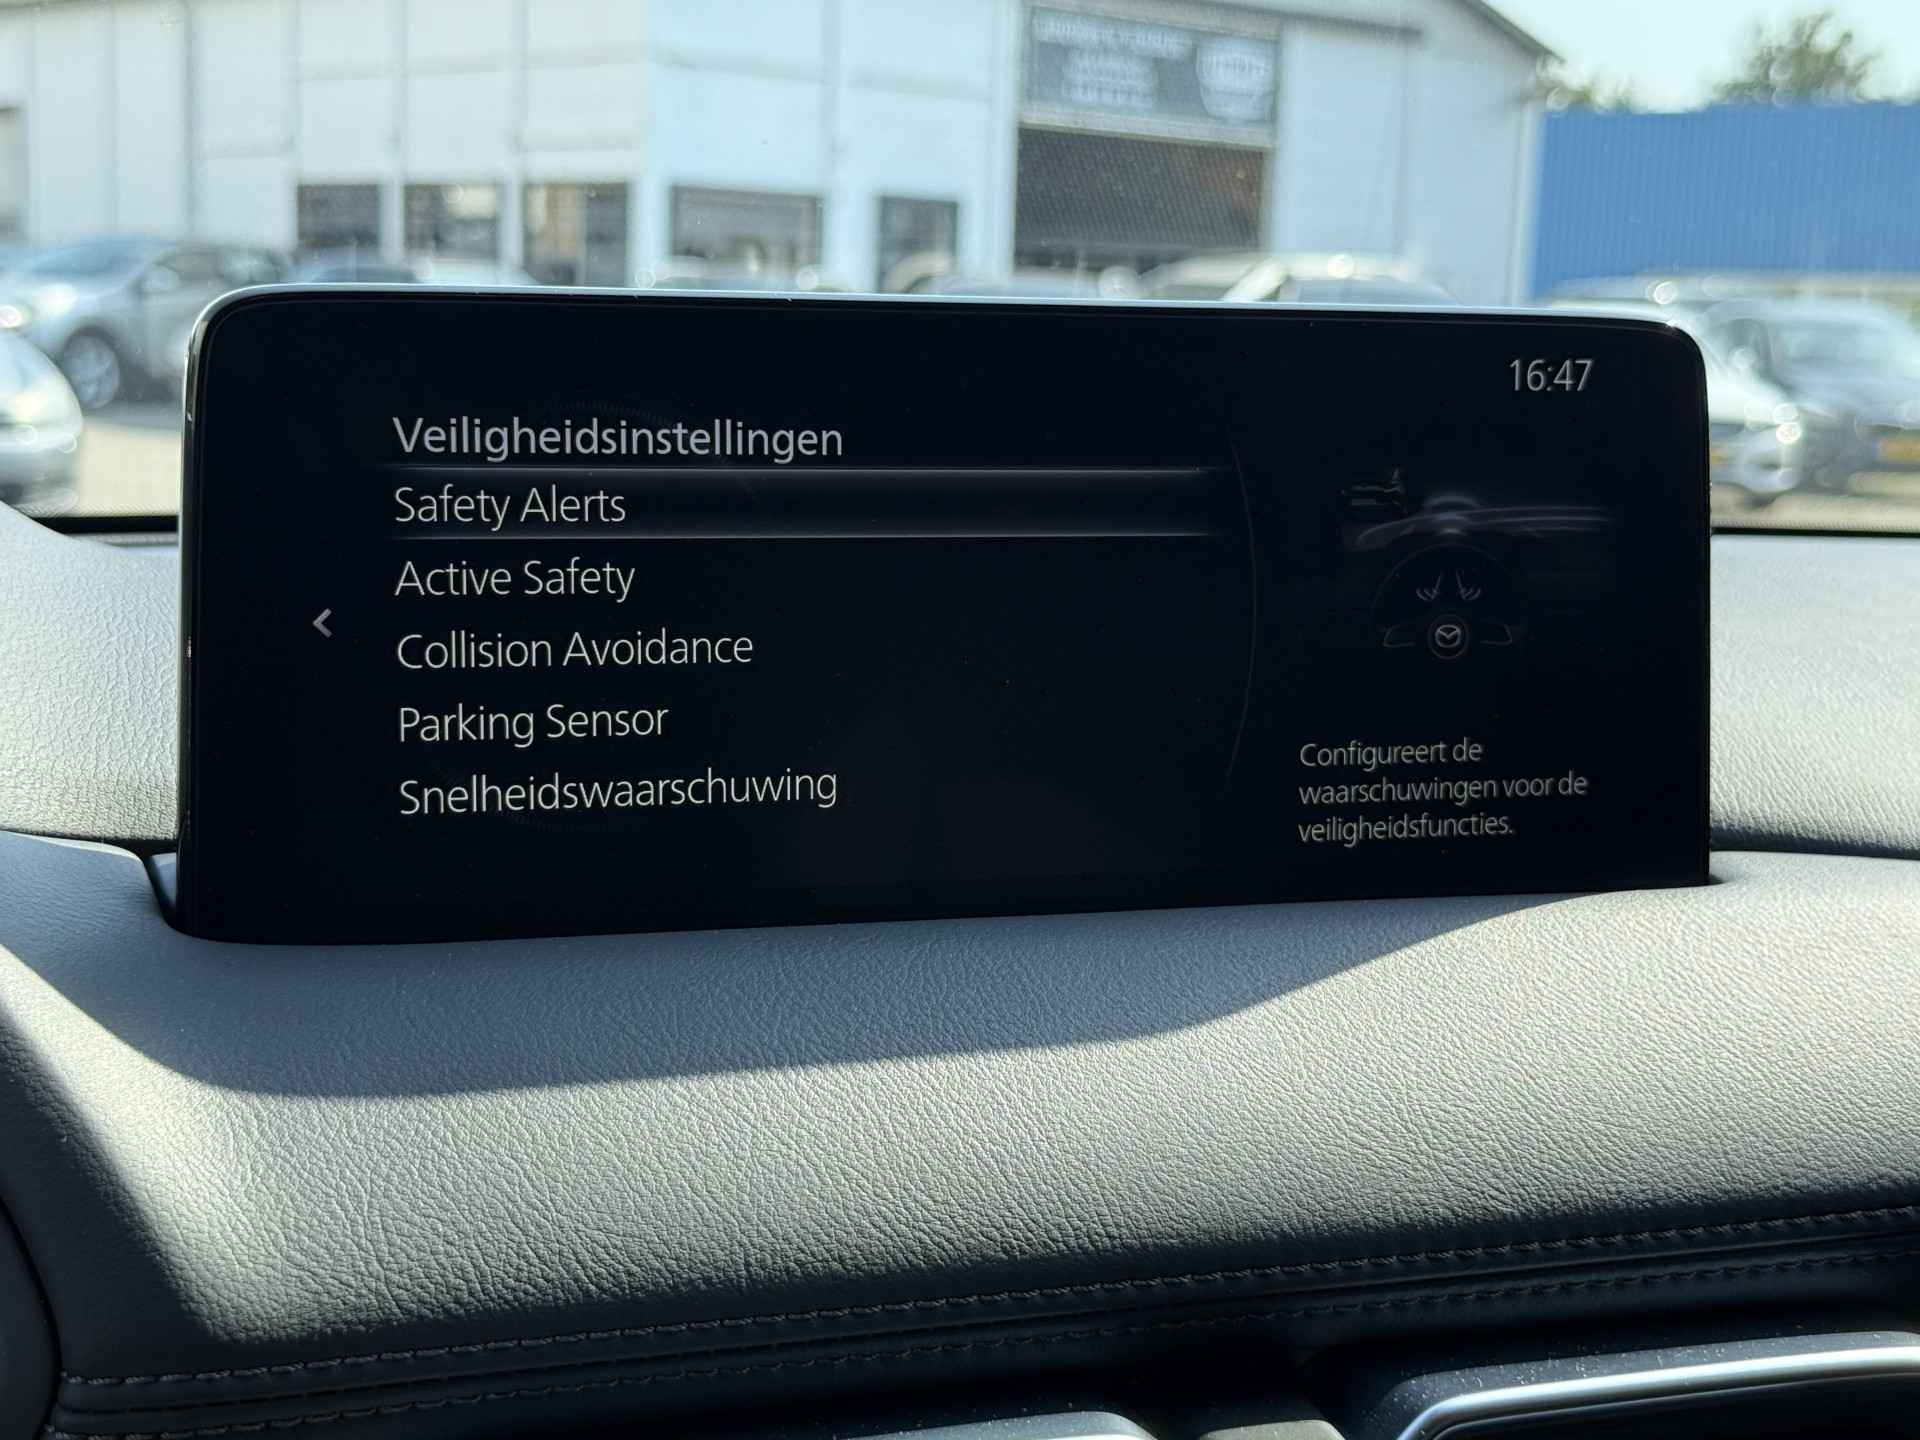 16:47
Veiligheidsinstellingen
Safety Alerts
Active Safety
Collision Avoidance
Parking Sensor
Snelheidswaarschuwing
Configureert de
waarschuwingen voor de
veiligheidsfuncties.